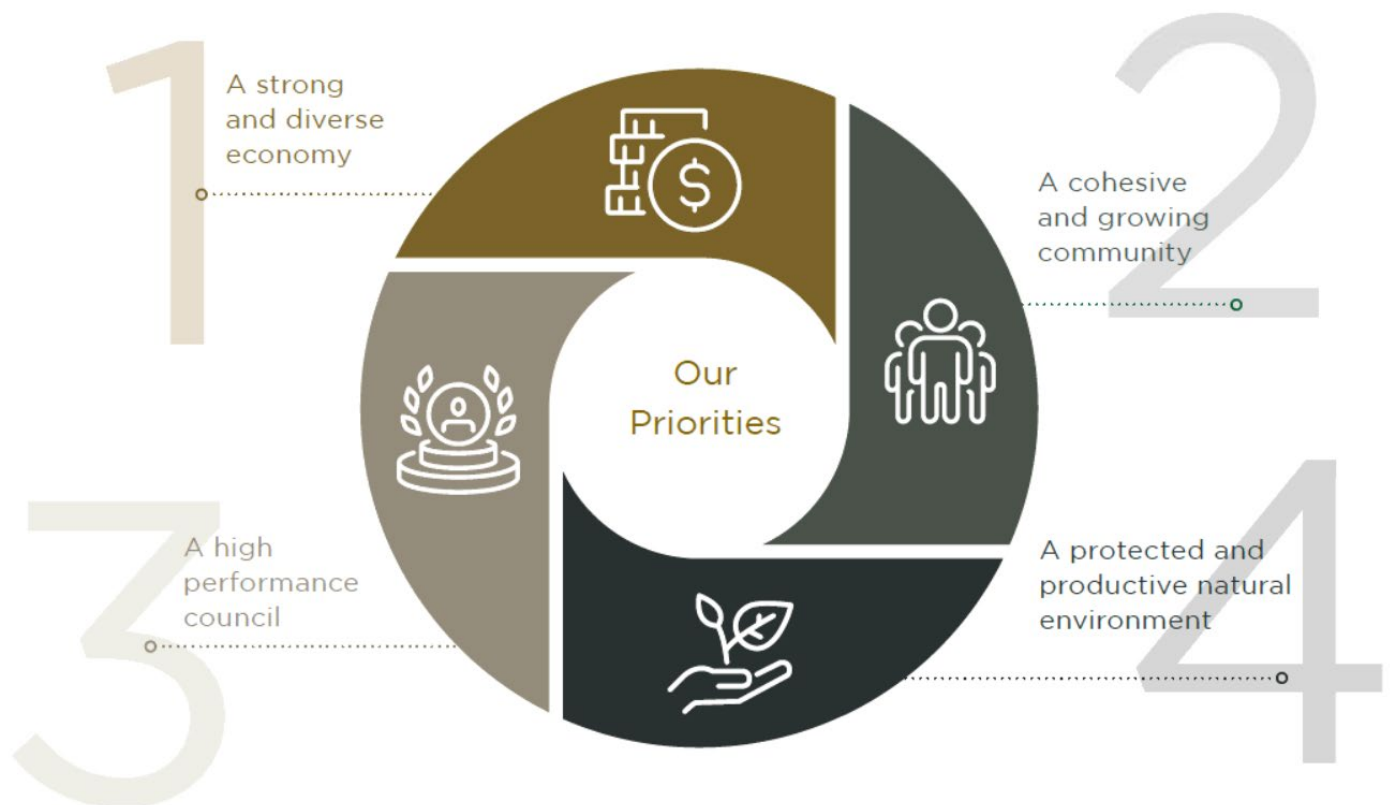 1
A strong
and diverse
economy
$
2
A cohesive
and growing
community
Our
Priorities
3
A high
performance
council
4
A protected and
productive natural
environment